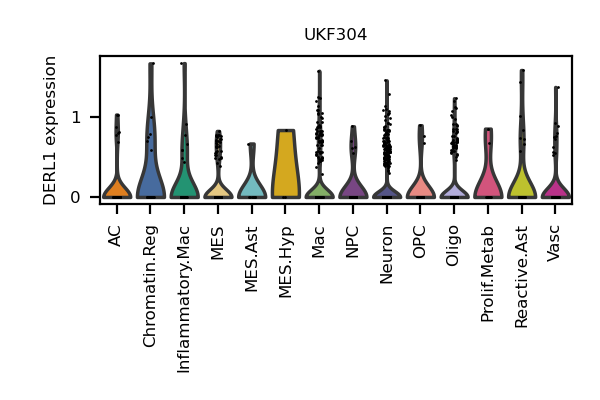 UKF304
DERL1 expression
1
0
AC
Chromatin.Reg
Inflammatory.Mac
MES
MES.Ast
MES.Hyp
Mac
NPC
Neuron
OPC
Oligo
Prolif.Metab
Reactive.Ast
Vasc